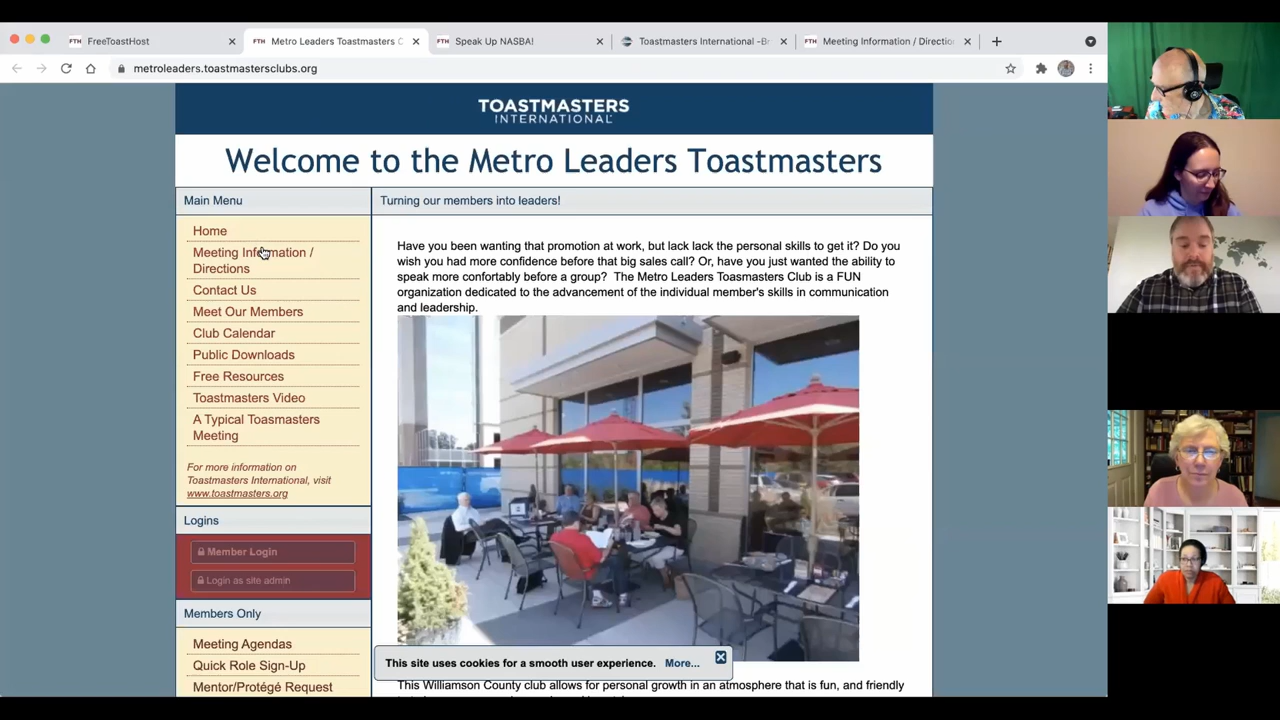 FTH FreeToastHost
FTH Metro Leaders Toastmasters C
FTH Speak Up NASBA!
Toastmasters International -Br
FTH Meeting Information / Directio
metroleaders.toastmastersclubs.org
TOASTMASTERS
INTERNATIONAL
Welcome to the Metro Leaders Toastmasters
Main Menu
Home
Meeting Information /
Directions
Contact Us
Meet Our Members
Club Calendar
Public Downloads
Free Resources
Toastmasters Video
A Typical Toasmasters
Meeting
For more information on
Toastmasters International, visit
www.toastmasters.org
Logins
Member Login
Login as site admin
Members Only
Meeting Agendas
Quick Role Sign-Up
Mentor/Protégé Request
Turning our members into leaders!
Have you been wanting that promotion at work, but lack lack the personal skills to get it? Do you
wish you had more confidence before that big sales call? Or, have you just wanted the ability to
speak more confortably before a group? The Metro Leaders Toasmasters Club is a FUN
organization dedicated to the advancement of the individual member's skills in communication
and leadership.
This site uses cookies for a smooth user experience. More...
This Williamson County club allows for personal growth in an atmosphere that is fun, and friendly